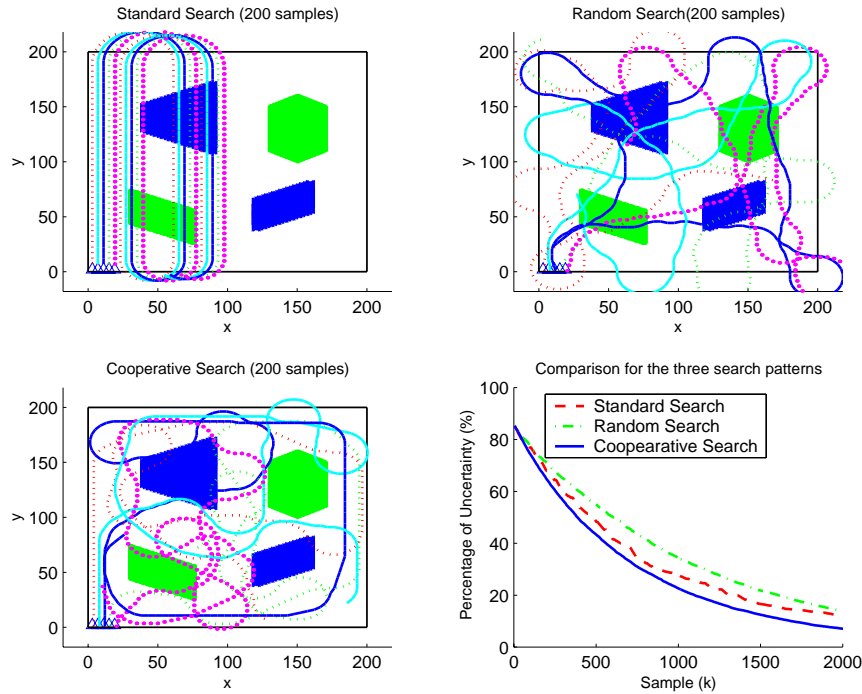 Standard Search (200 samples)
200
150
100
50
0
y
0 50 100 150 200
x
Random Search(200 samples)
200
150
100
50
0
y
0 50 100 150 200
x
Cooperative Search (200 samples)
200
150
100
50
0
y
0 50 100 150 200
x
Comparison for the three search patterns
100
80
60
40
20
0
Percentage of Uncertainty (%)
Standard Search
Random Search
Coopearative Search
0 500 1000 1500 2000
Sample (k)